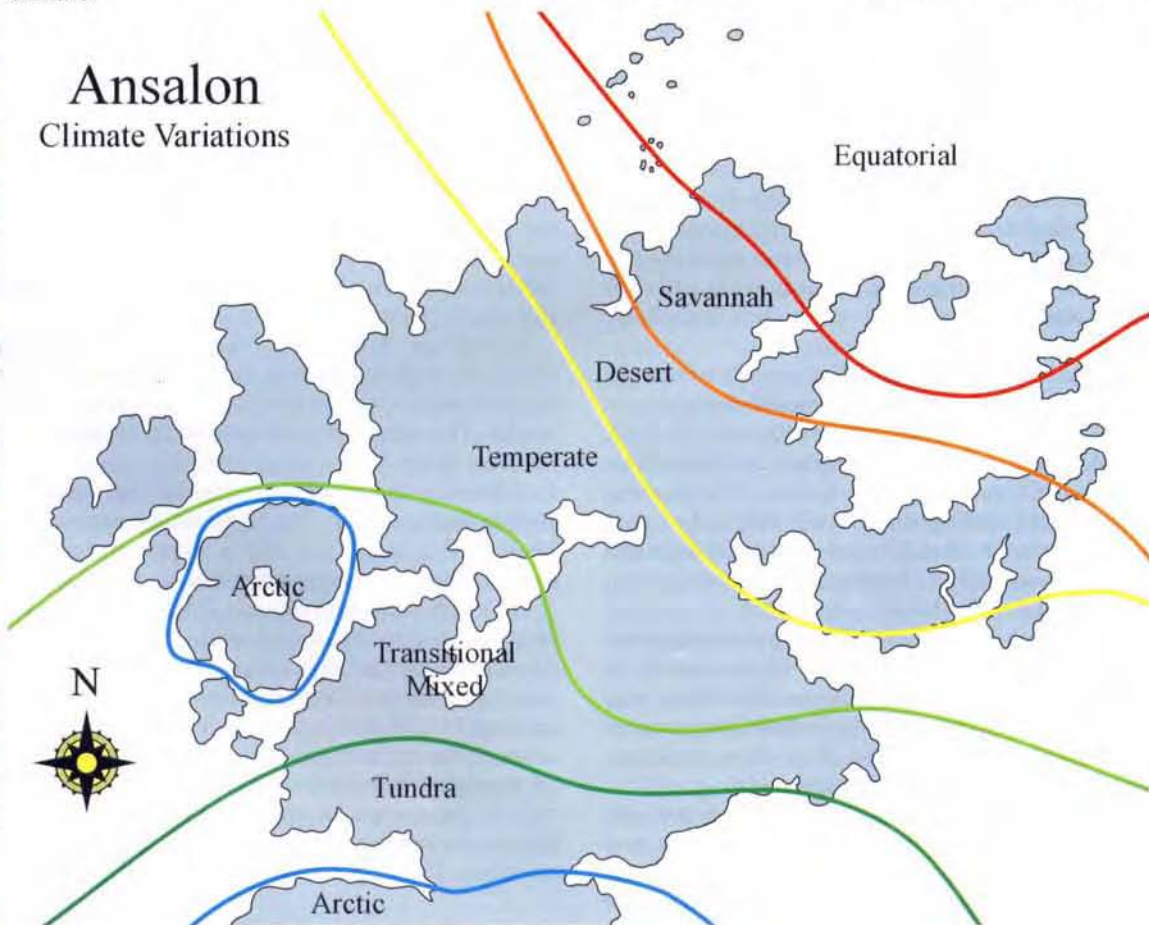 Ansalon
Climate Variations
Equatorial
Savannah
Desert
Temperate
Arctic
Transitional
Mixed
N
Tundra
Arctic